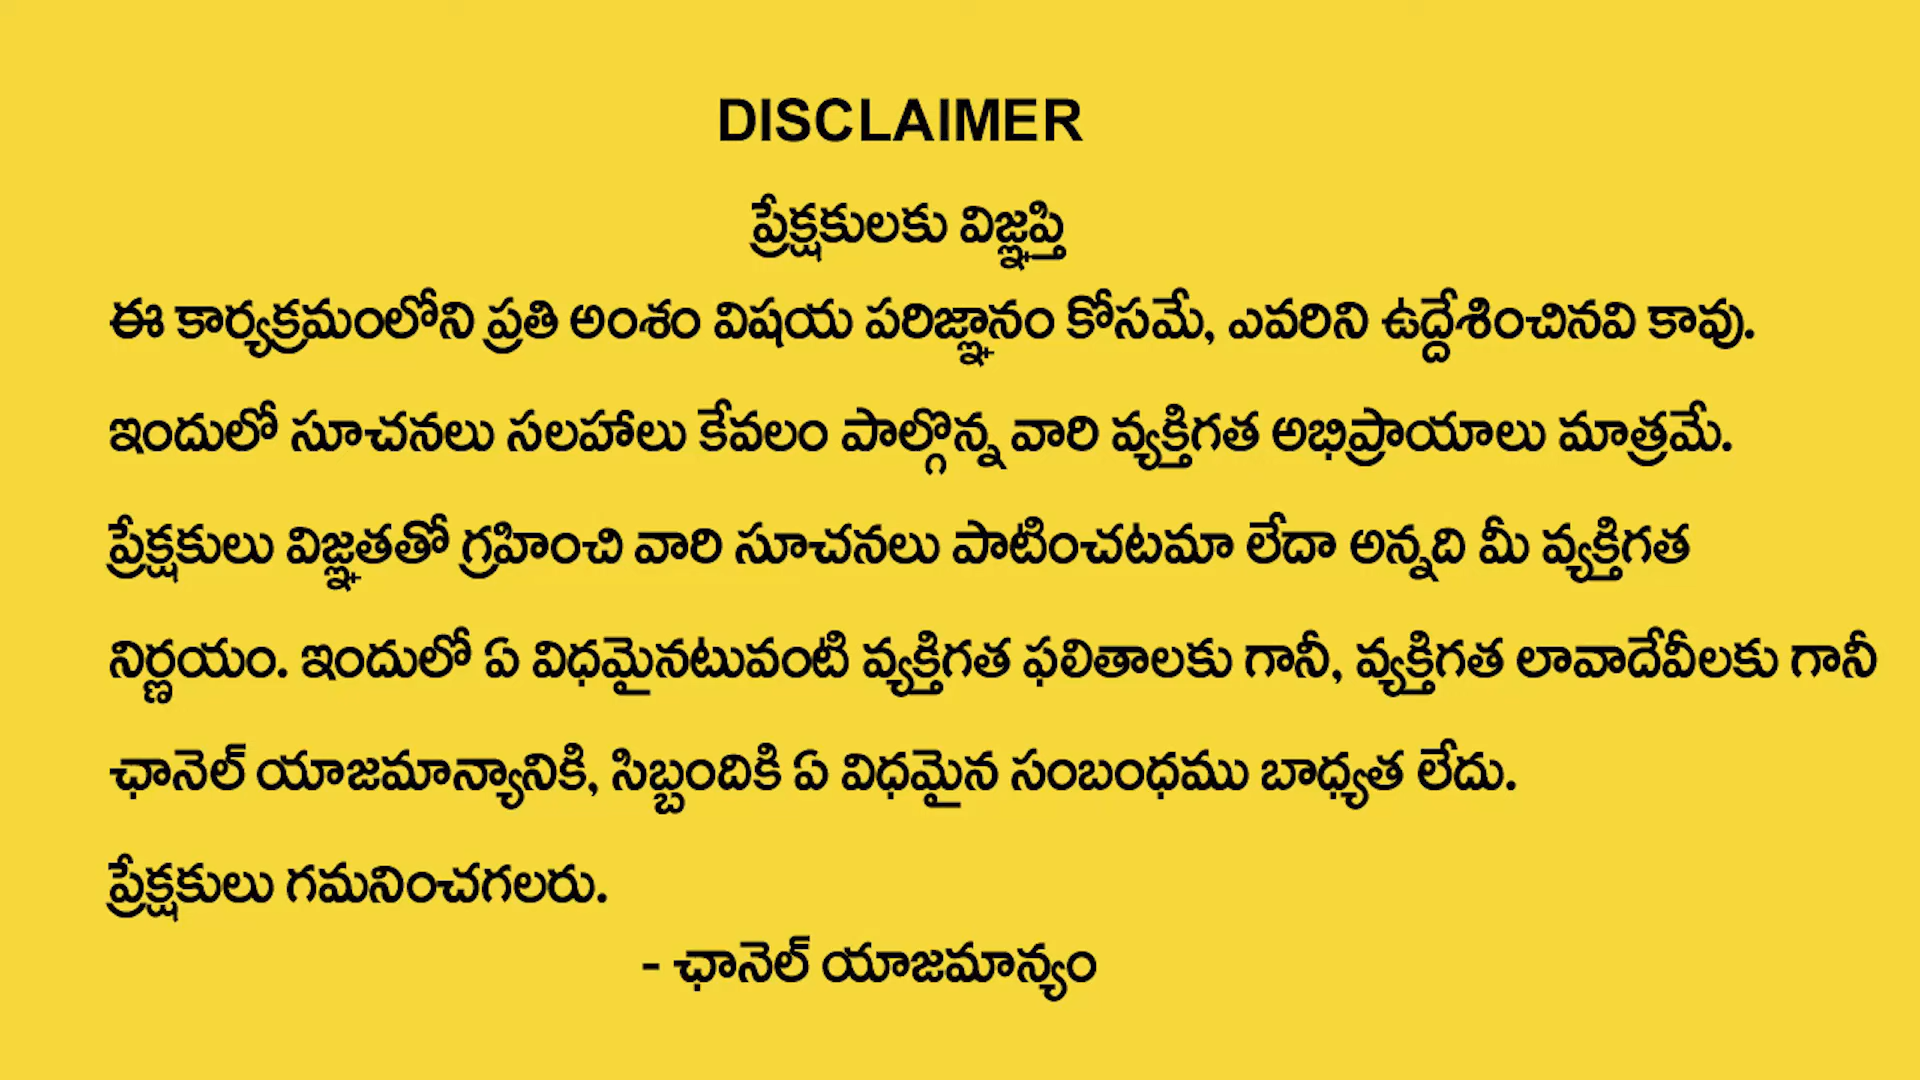 DISCLAIMER
ప్రేక్షకులకు విజ్ఞప్తి
ఈ కార్యక్రమంలోని ప్రతి అంశం విషయ పరిజ్ఞానం కోసమే, ఎవరిని ఉద్దేశించినవి కావు.
ఇందులో సూచనలు సలహాలు కేవలం పాల్గొన్న వారి వ్యక్తిగత అభిప్రాయాలు మాత్రమే.
ప్రేక్షకులు విజ్ఞతతో గ్రహించి వారి సూచనలు పాటించటమా లేదా అన్నది మీ వ్యక్తిగత
నిర్ణయం. ఇందులో ఏ విధమైనటువంటి వ్యక్తిగత ఫలితాలకు గానీ, వ్యక్తిగత లావాదేవీలకు గానీ
ఛానెల్ యాజమాన్యానికి, సిబ్బందికి ఏ విధమైన సంబంధము బాధ్యత లేదు.
ప్రేక్షకులు గమనించగలరు.
- ఛానెల్ యాజమాన్యం